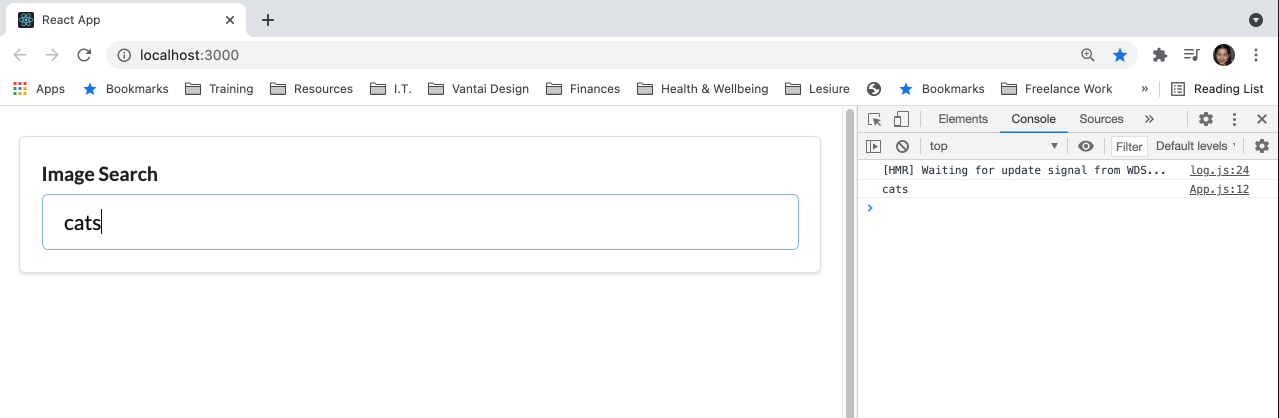 React App
localhost:3000
Apps Bookmarks Training Resources I.T. Vantai Design Finances Health & Wellbeing Lesiure Bookmarks Freelance Work » Reading List
Elements Console Sources »
top Filter Default levels
[HMR] Waiting for update signal from WDS... log.js:24
cats App.js:12
Image Search
cats